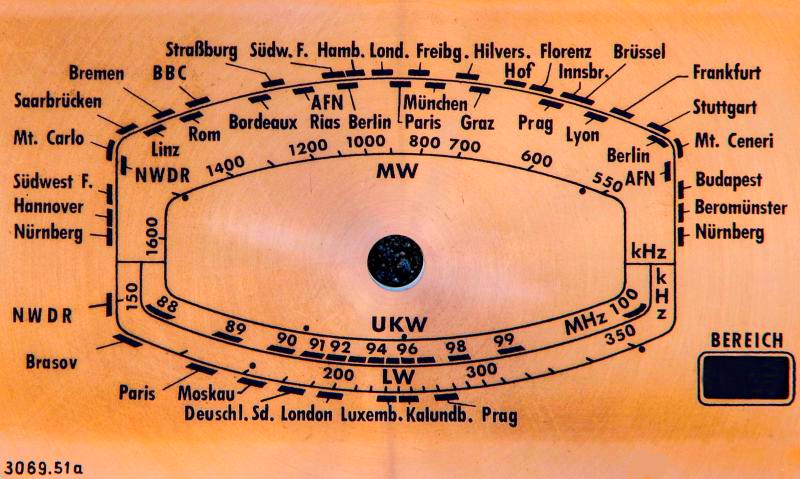 Straßburg Südw. F. Hamb. Lond. Freibg. Hilvers. Florenz Brüssel
Bremen BBC Hof Innsbr. Frankfurt
Saarbrücken AFN München Stuttgart
Bordeaux Rias Berlin Paris Graz Prag Lyon
Mt. Carlo Linz Rom Berlin Mt. Ceneri
NWDR 1400 1200 1000 800 700 600 550 AFN
MW
Südwest F. Budapest
Hannover Beromünster
Nürnberg 1600 kHz Nürnberg
kHz
NWDR 150 88 UKW MHz 100
89 90 91 92 94 96 98 99 350
Brasov BEREICH
200 LW 300
Paris Moskau
Deuschl. Sd. London Luxemb. Kalundb. Prag
3069.51a